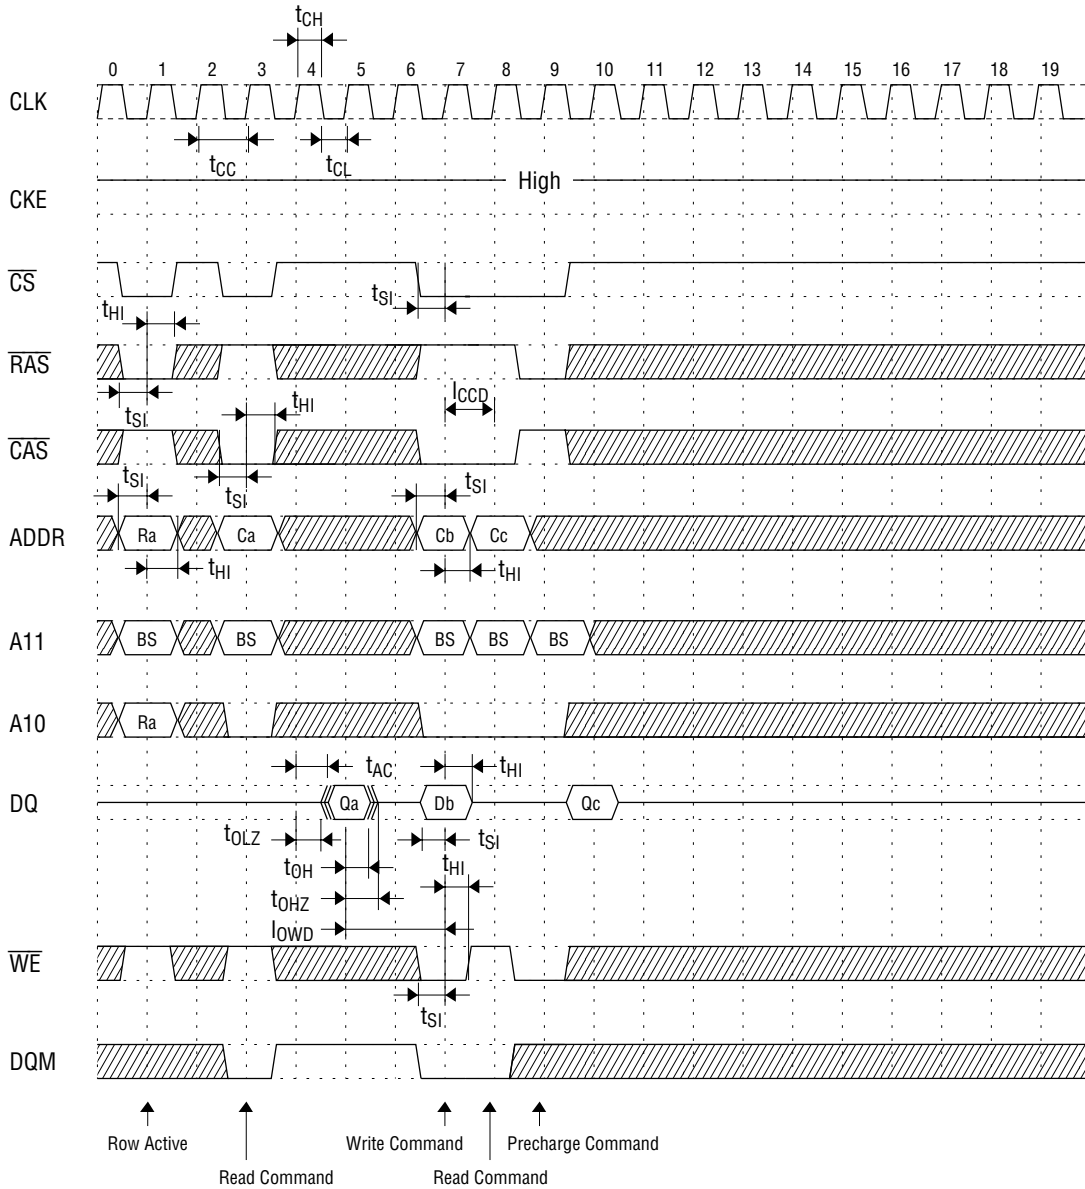 tCH
0 1 2 3 4 5 6 7 8 9 10 11 12 13 14 15 16 17 18 19
CLK
tCC tCL
High
CKE
CS
tSI
tHI
RAS
lCCD
tHI
tSI
CAS
tSI tSI tSI
ADDR Ra Ca Cb Cc
tHI tHI
A11 BS BS BS BS BS
A10 Ra
tAC tHI
DQ Qa Db Qc
tOLZ tSI
tOH tHI
tOHZ
lOWD
WE
tSI
DQM
Row Active Write Command Precharge Command
Read Command Read Command